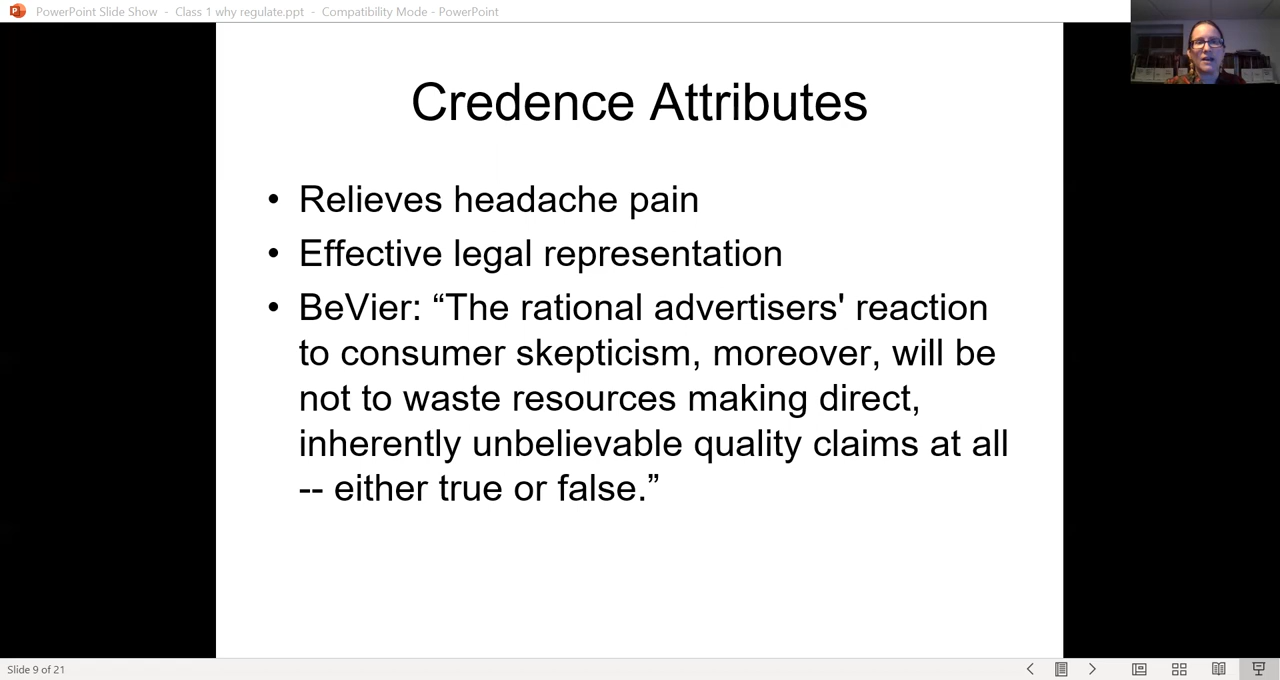 PowerPoint Slide Show - Class 1 why regulate.ppt - Compatibility Mode - PowerPoint
Credence Attributes
• Relieves headache pain
• Effective legal representation
• BeVier: “The rational advertisers' reaction
to consumer skepticism, moreover, will be
not to waste resources making direct,
inherently unbelievable quality claims at all
-- either true or false.”
Slide 9 of 21